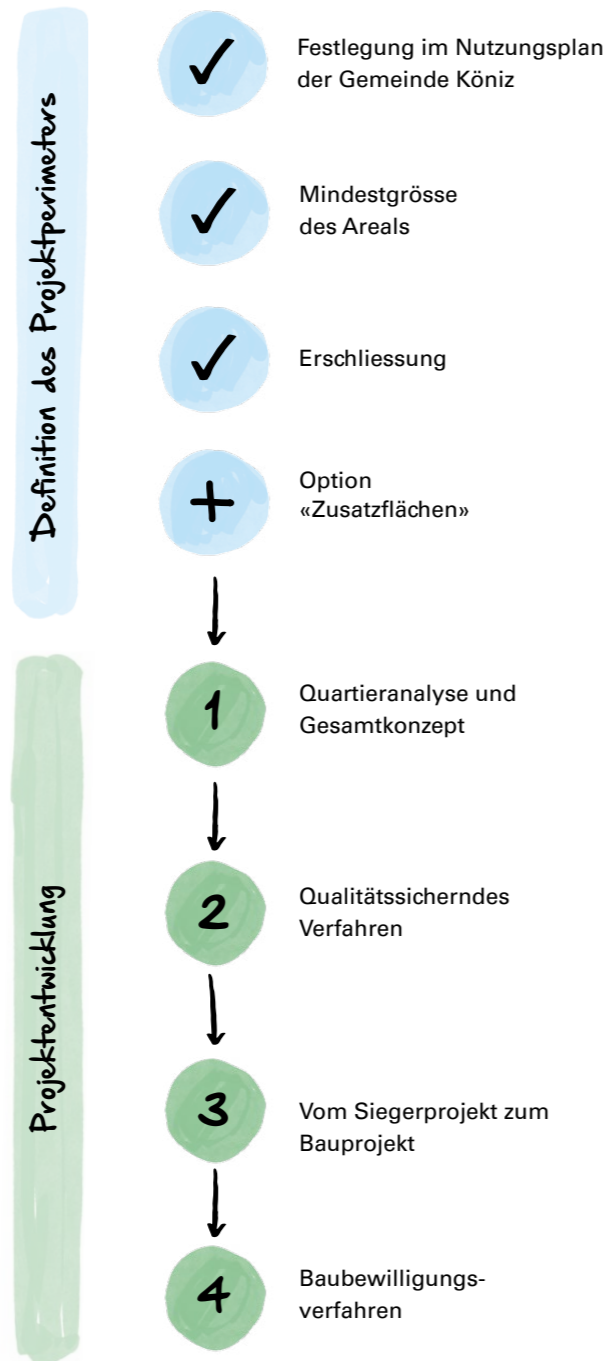 Definition des Projektperimeters
✓
Festlegung im Nutzungsplan
der Gemeinde Köniz
✓
Mindestgrösse
des Areals
✓
Erschliessung
+
Option
«Zusatzflächen»
Projektentwicklung
1
Quartieranalyse und
Gesamtkonzept
2
Qualitätssicherndes
Verfahren
3
Vom Siegerprojekt zum
Bauprojekt
4
Baubewilligungs-
verfahren